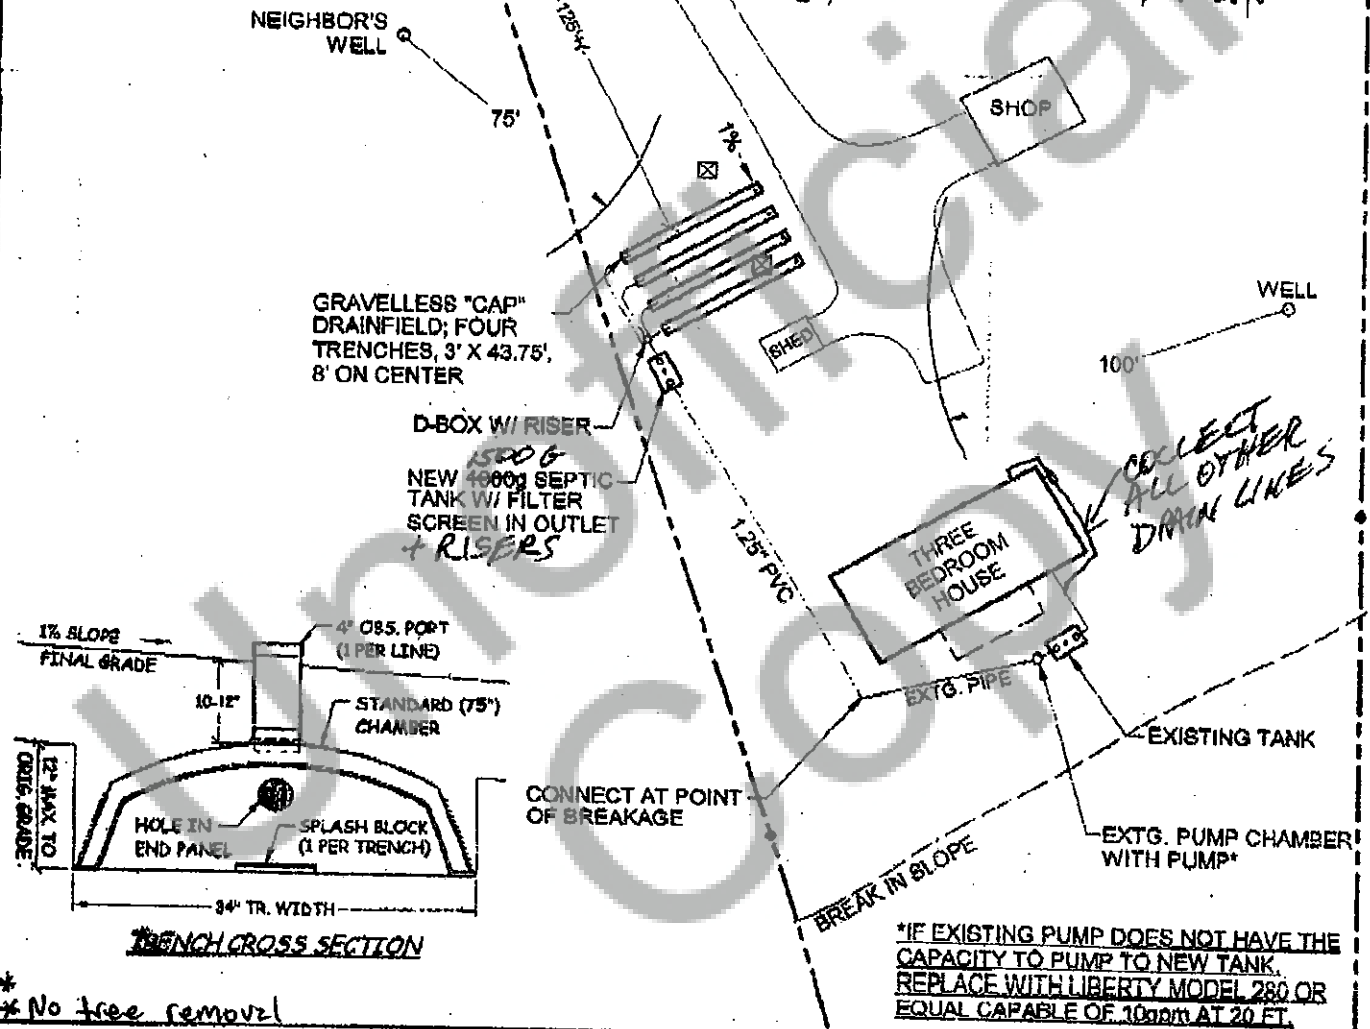 NEIGHBOR'S
WELL
75'
125'+/-
1%
SHOP
GRAVELLESS "CAP"
DRAINFIELD; FOUR
TRENCHES, 3' X 43.75',
8' ON CENTER
SHED
WELL
100'
D-BOX W/ RISER
1500 G
NEW 1000g SEPTIC
TANK W/ FILTER
SCREEN IN OUTLET
+ RISERS
1.25" PVC
COLLECT
ALL OTHER
DRAIN LINES
THREE
BEDROOM
HOUSE
EXTG. PIPE
EXISTING TANK
EXTG. PUMP CHAMBER
WITH PUMP*
CONNECT AT POINT
OF BREAKAGE
BREAK IN SLOPE
1% SLOPE
FINAL GRADE
4" OBS. PORT
(1 PER LINE)
10-12"
STANDARD (75")
CHAMBER
12" MAX TO
ORIG. GRADE
HOLE IN
END PANEL
SPLASH BLOCK
(1 PER TRENCH)
34" TR. WIDTH
TRENCH CROSS SECTION
*IF EXISTING PUMP DOES NOT HAVE THE
CAPACITY TO PUMP TO NEW TANK,
REPLACE WITH LIBERTY MODEL 280 OR
EQUAL CAPABLE OF 10gpm AT 20 FT.
*
* No tree removal
Unofficial
Copy